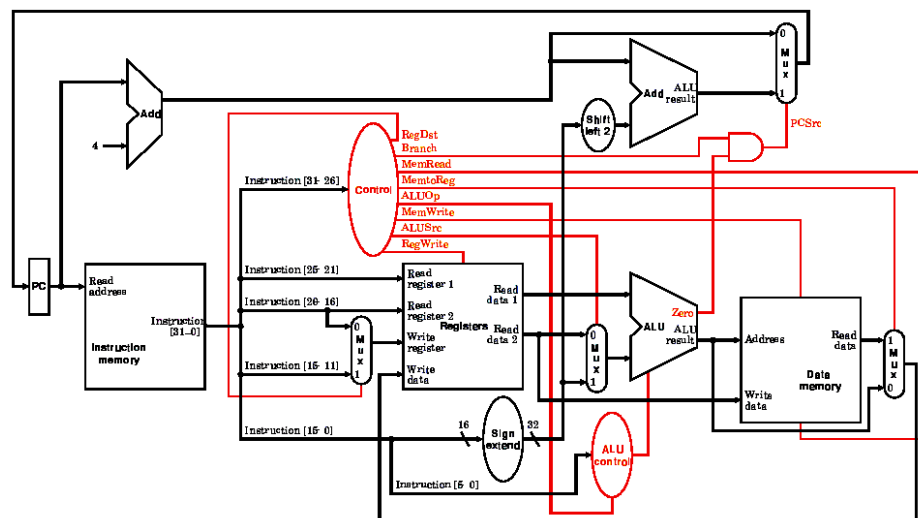 0
M
u
x
1
Add
ALU
result
Add
4
Shift
left 2
PCSrc
RegDst
Branch
MemRead
MemtoReg
ALUOp
MemWrite
ALUSrc
RegWrite
Control
Instruction [31- 26]
Instruction [25- 21]
Instruction [26- 16]
Instruction [15- 11]
Instruction [15- 0]
Instruction [5- 0]
PC
Read
address
Instruction
[31-0]
Instruction
memory
0
M
u
x
1
Read
register 1
Read
register 2
Write
register
Write
data
Registers
Read
data 1
Read
data 2
0
M
u
x
1
Zero
ALU
ALU
result
Address
Write
data
Read
data
Data
memory
1
M
u
x
0
16
Sign
extend
32
ALU
control